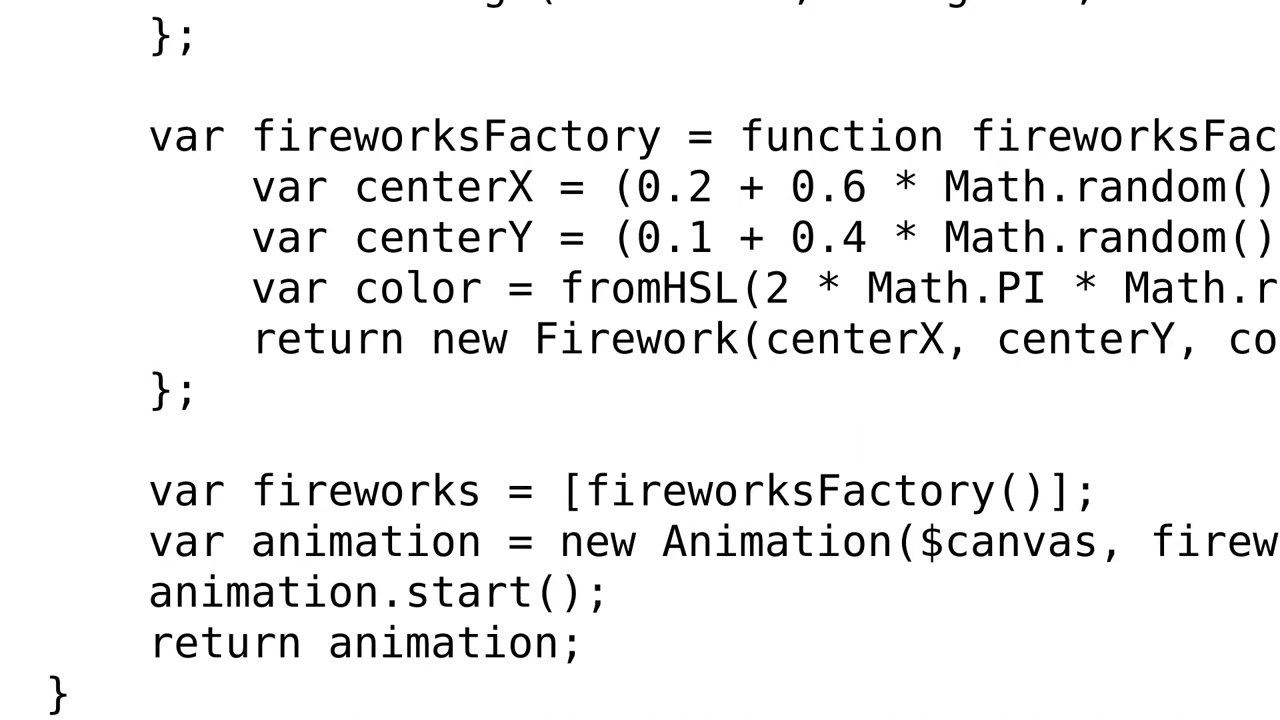 };
var fireworksFactory = function fireworksFac
var centerX = (0.2 + 0.6 * Math.random()
var centerY = (0.1 + 0.4 * Math.random()
var color = fromHSL(2 * Math.PI * Math.r
return new Firework(centerX, centerY, co
};
var fireworks = [fireworksFactory()];
var animation = new Animation($canvas, firew
animation.start();
return animation;
}